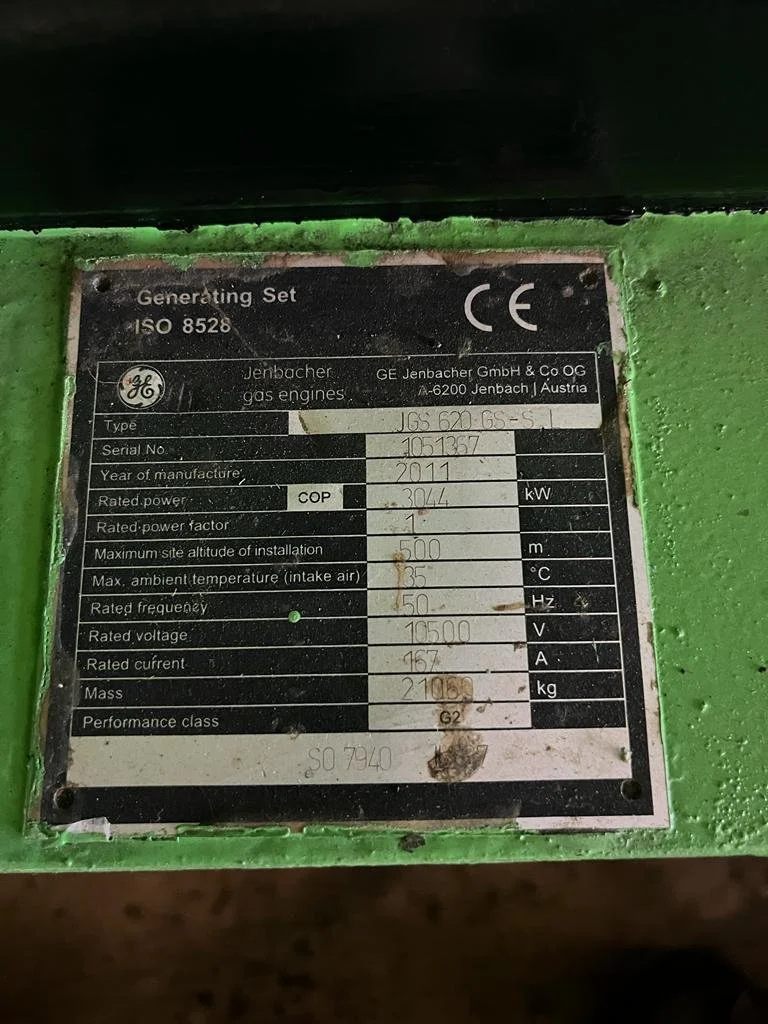 Generating Set
ISO 8528
CE
GE
Jenbacher
gas engines
GE Jenbacher GmbH & Co OG
A-6200 Jenbach | Austria
Type JGS 620 GS-S.L
Serial No. 1051367
Year of manufacture 2011
Rated power COP 3044 kW
Rated power factor 1
Maximum site altitude of installation 500 m
Max. ambient temperature (intake air) 35 °C
Rated frequency 50 Hz
Rated voltage 10500 V
Rated current 167 A
Mass kg
Performance class G2
SO 7940